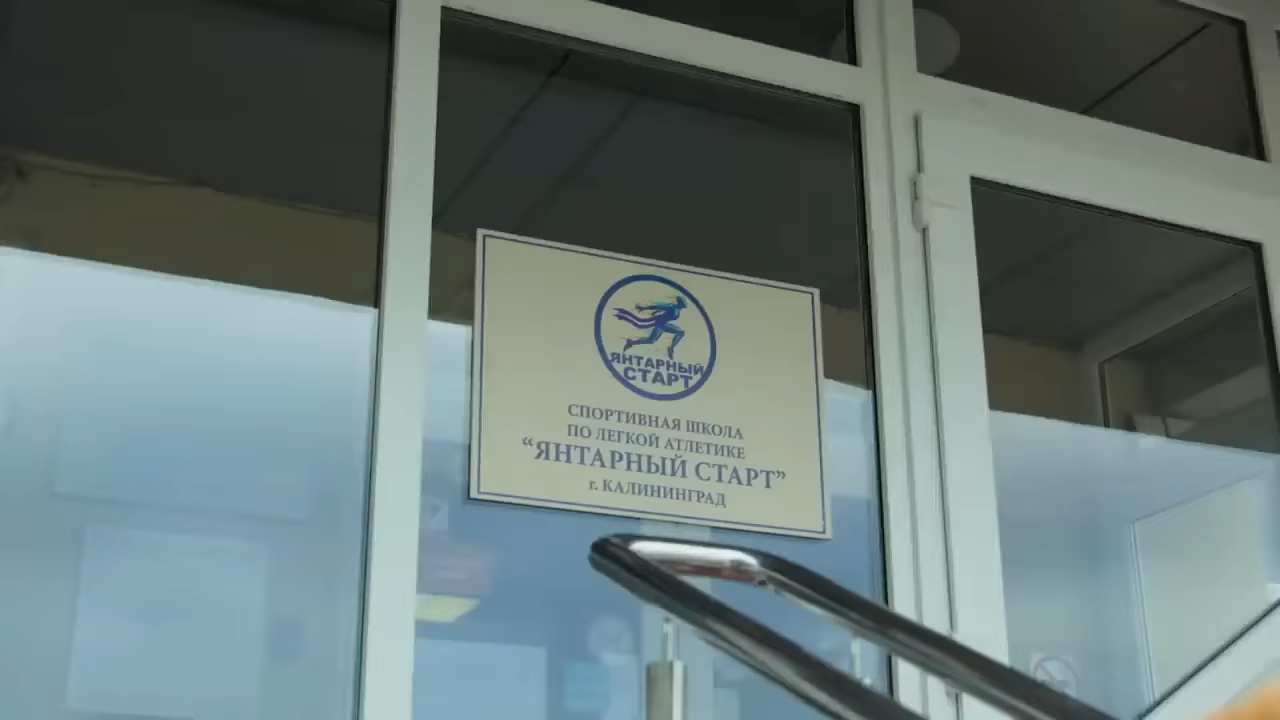 ЯНТАРНЫЙ
СТАРТ
СПОРТИВНАЯ ШКОЛА
ПО ЛЕГКОЙ АТЛЕТИКЕ
“ЯНТАРНЫЙ СТАРТ”
г. КАЛИНИНГРАД